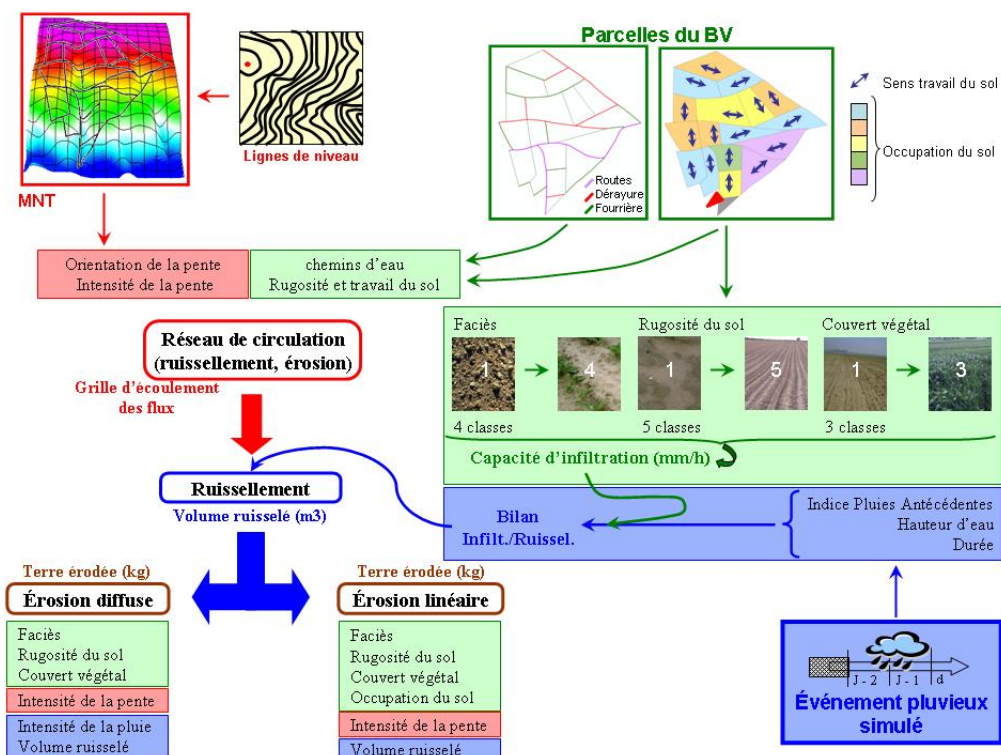 Parcelles du BV
Lignes de niveau
MNT
Routes
Dérayure
Fourrière
Sens travail du sol
Occupation du sol
Orientation de la pente
Intensité de la pente
chemins d'eau
Rugosité et travail du sol
Réseau de circulation
(ruissellement, érosion)
Grille d'écoulement
des flux
Faciès
Rugosité du sol
Couvert végétal
1
4
1
5
1
3
4 classes
5 classes
3 classes
Capacité d'infiltration (mm/h)
Ruissellement
Volume ruisselé (m3)
Bilan
Infilt./Ruissel.
Indice Pluies Antécédentes
Hauteur d'eau
Durée
Terre érodée (kg)
Érosion diffuse
Faciès
Rugosité du sol
Couvert végétal
Intensité de la pente
Intensité de la pluie
Volume ruisselé
Terre érodée (kg)
Érosion linéaire
Faciès
Rugosité du sol
Couvert végétal
Occupation du sol
Intensité de la pente
Volume ruisselé
J - 2
J - 1
d
Événement pluvieux
simulé